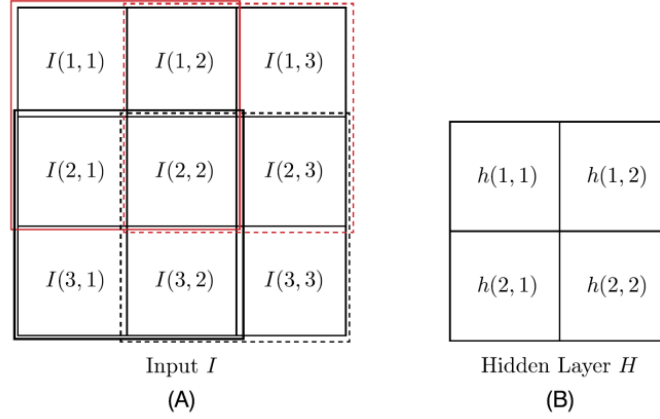 I(1,1) I(1,2) I(1,3)
I(2,1) I(2,2) I(2,3)
I(3,1) I(3,2) I(3,3)
Input I
(A)
h(1,1) h(1,2)
h(2,1) h(2,2)
Hidden Layer H
(B)